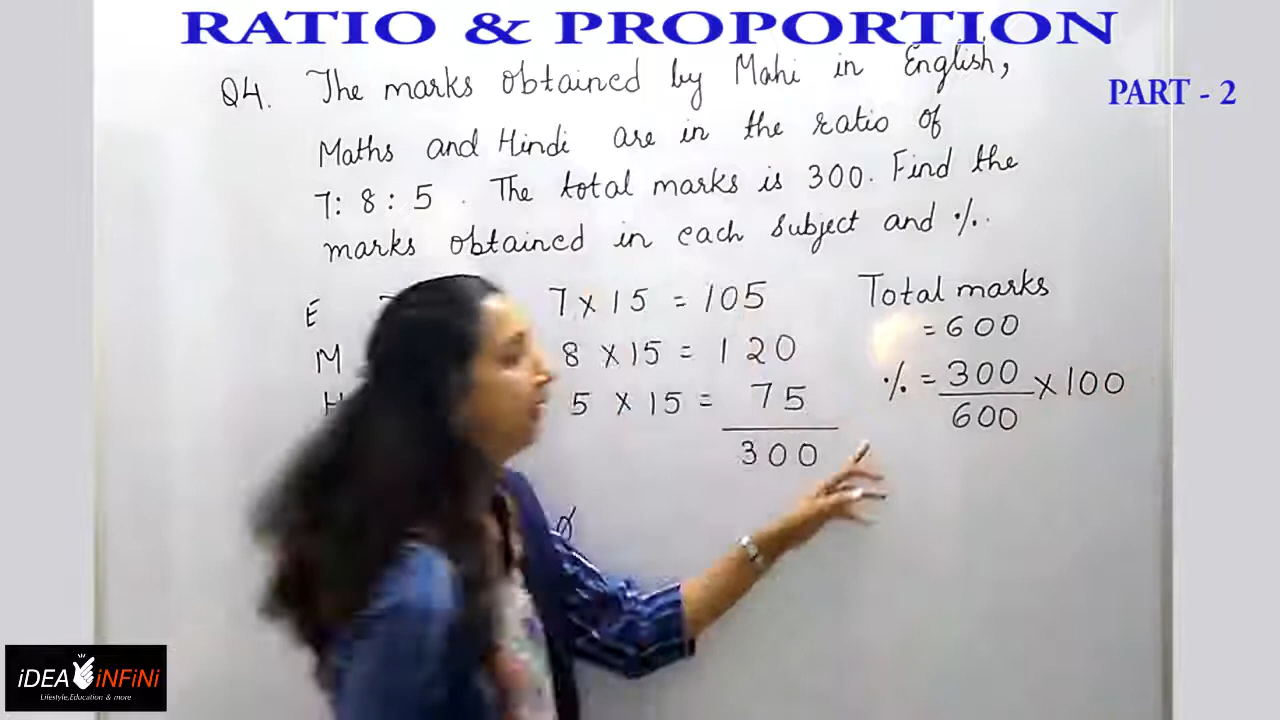 RATIO & PROPORTION
PART - 2
Q4. The marks obtained by Mahi in English,
Maths and Hindi are in the ratio of
7: 8 : 5 . The total marks is 300. Find the
marks obtained in each subject and %.
E 7 × 15 = 105
M 8 × 15 = 120
H 5 × 15 = 75
300
Total marks
= 600
% = 300/600 × 100
iDEA iNFiNi
Lifestyle,Education & more